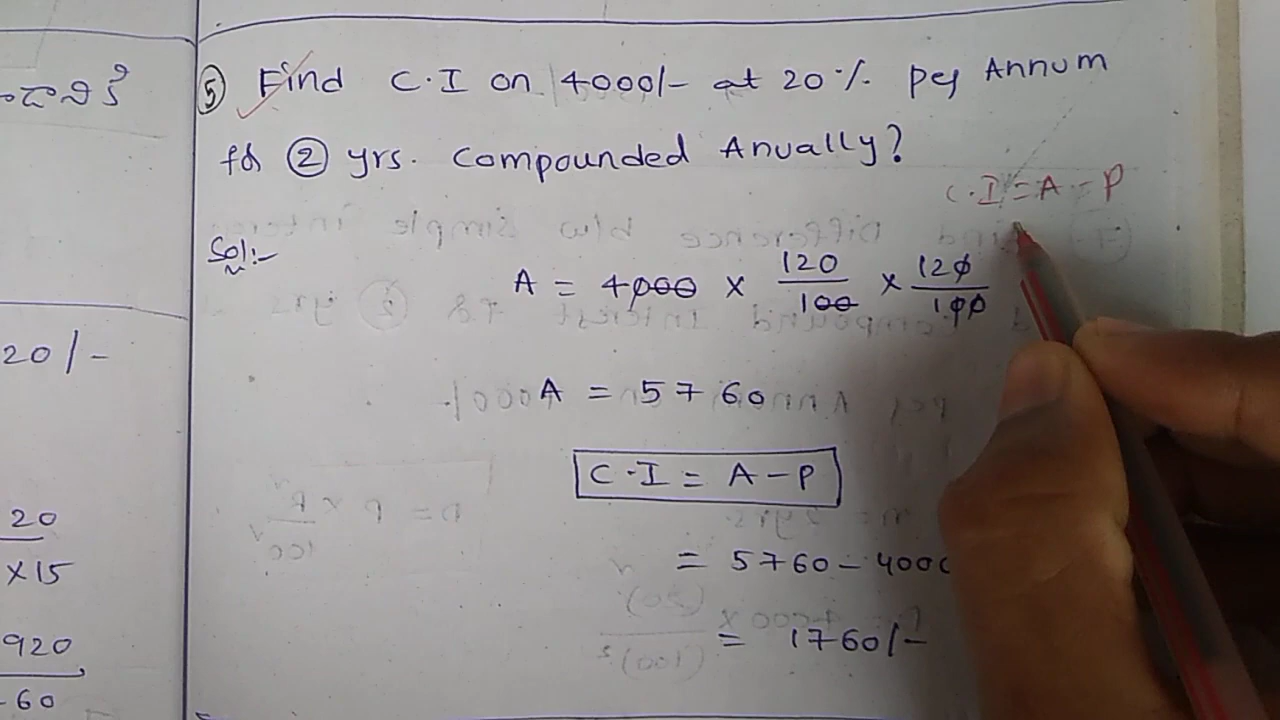 ం దా ని కీ
20/-
20
×15
920
60
⑤ Find C.I on 4000/- at 20% per Annum
for ② yrs. Compounded Anually?
C.I = A - P
Sol:-
A = 4000 × 120/100 × 120/100
A = 5760
C.I = A - P
= 5760 - 4000
= 1760/-